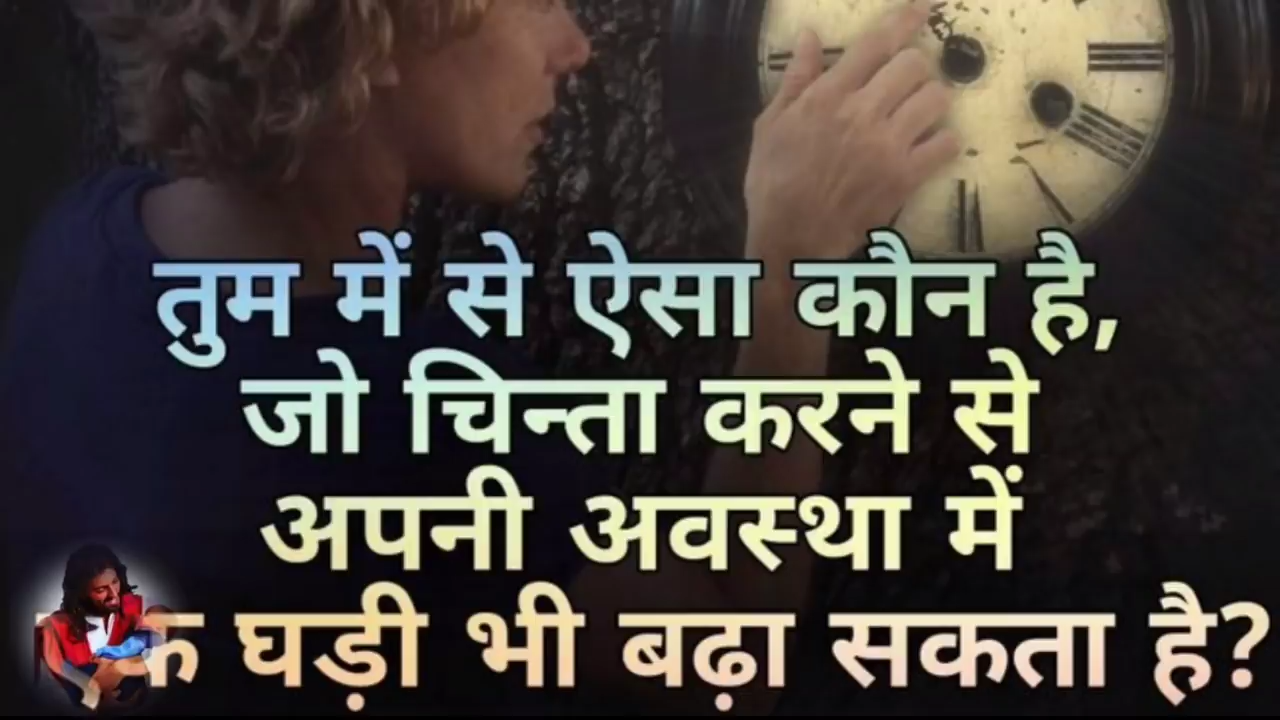 तुम में से ऐसा कौन है,
जो चिन्ता करने से
अपनी अवस्था में
घड़ी भी बढ़ा सकता है?